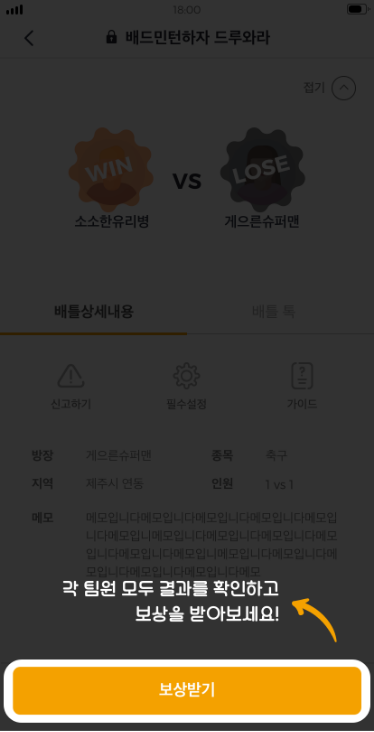 18:00
배드민턴하자 드루와라
접기
WIN
VS
LOSE
소소한유리병
게으른슈퍼맨
배틀상세내용
배틀 톡
신고하기
필수설정
가이드
방장 게으른슈퍼맨 종목 축구
지역 제주시 연동 인원 1 vs 1
메모 메모입니다메모입니다메모입니다메모입니다메모입
니다메모입니메모입니다메모입니다메모입니다메모
입니다메모입니다메모입니메모입니다메모입니다메
모입니다메모입니다메모
각 팀원 모두 결과를 확인하고
보상을 받아보세요!
보상받기